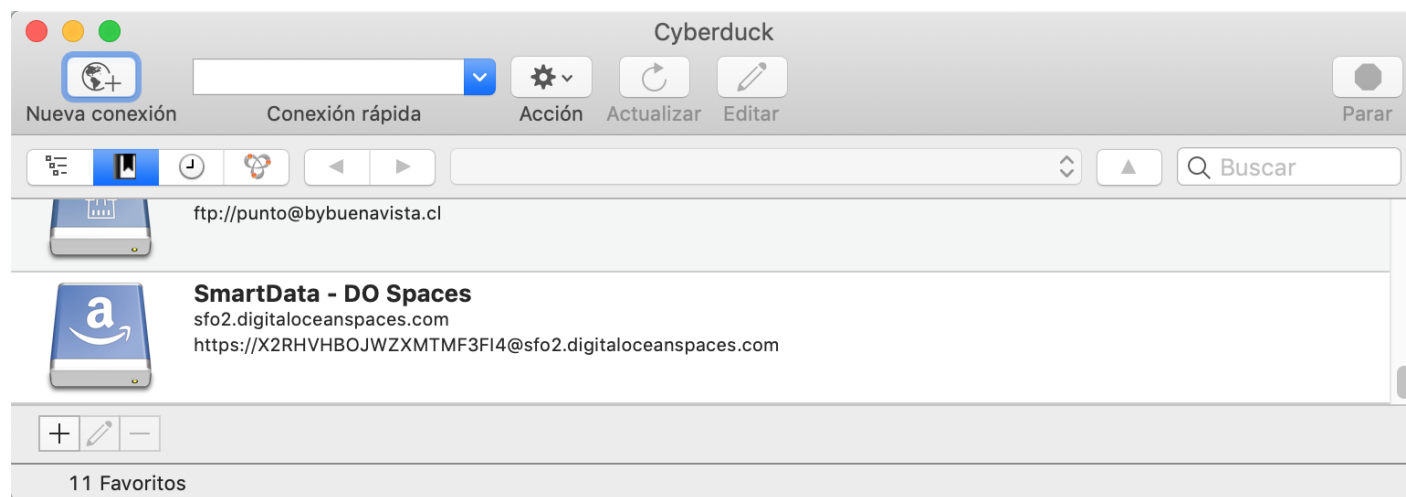 Cyberduck
Nueva conexión
Conexión rápida
Acción
Actualizar
Editar
Parar
Buscar
ftp://punto@bybuenavista.cl
SmartData - DO Spaces
sfo2.digitaloceanspaces.com
https://X2RHVHBOJWZXMTMF3FI4@sfo2.digitaloceanspaces.com
11 Favoritos